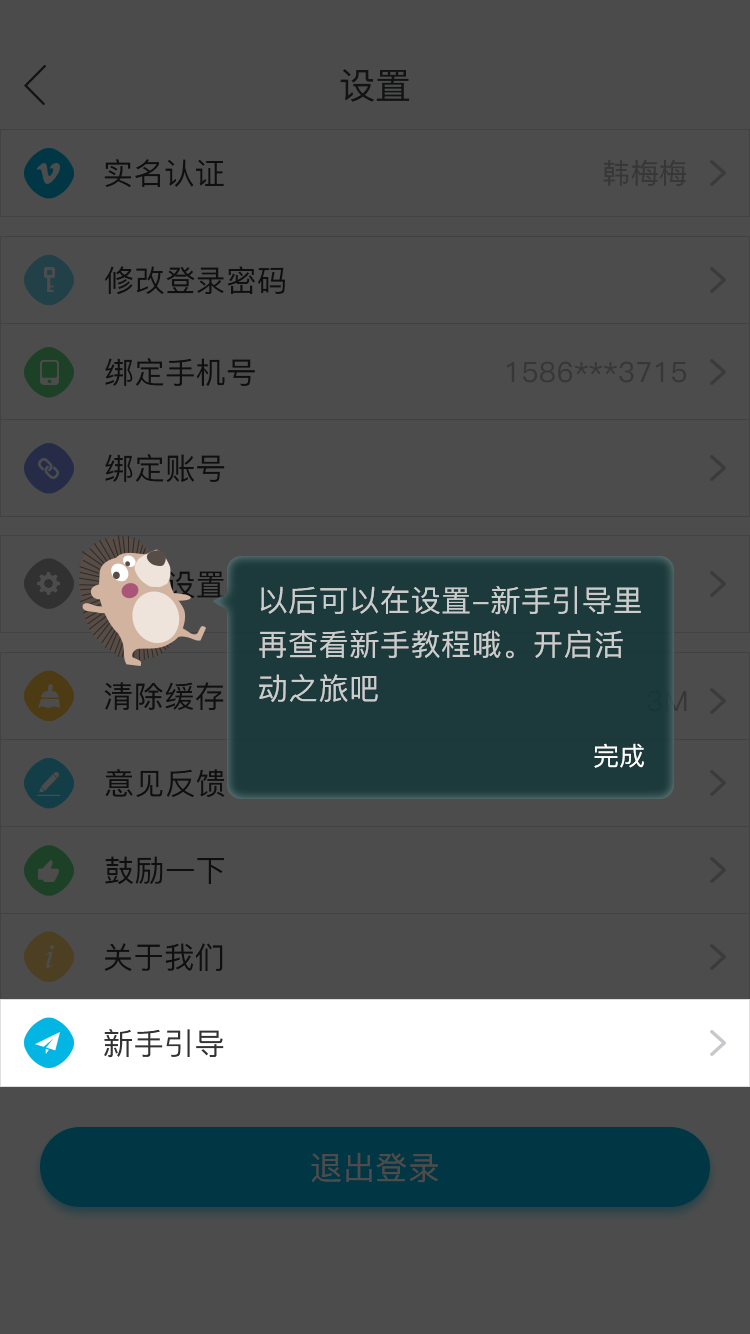 设置
实名认证 韩梅梅
修改登录密码
绑定手机号 1586***3715
绑定账号
设置
以后可以在设置–新手引导里
再查看新手教程哦。开启活
动之旅吧
完成
清除缓存 3M
意见反馈
鼓励一下
关于我们
新手引导
退出登录